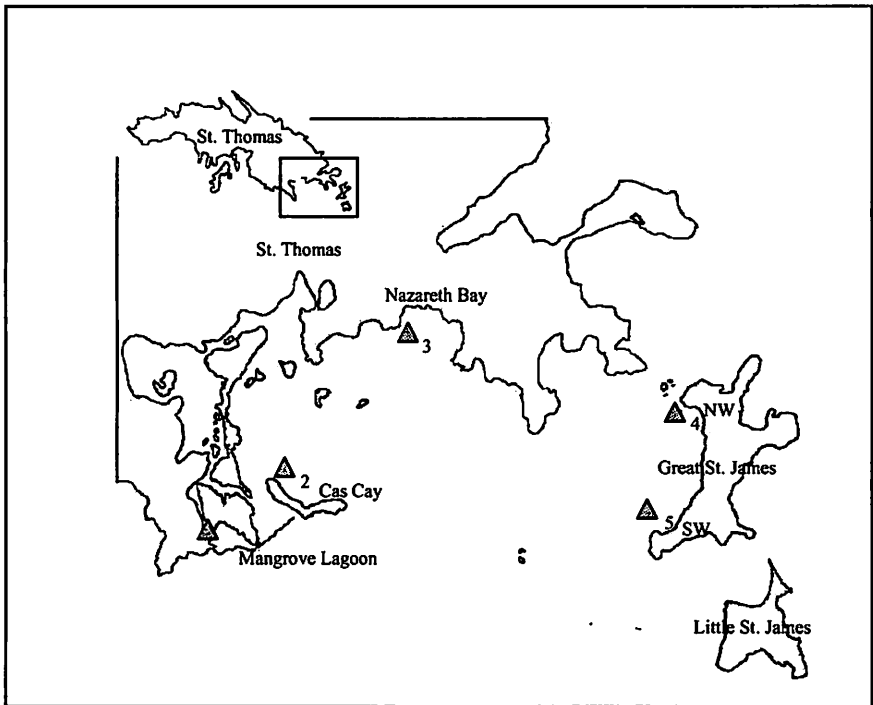 St. Thomas
St. Thomas
Nazareth Bay
3
4 NW
Great St. James
2
Cas Cay
5 SW
Mangrove Lagoon
Little St. James